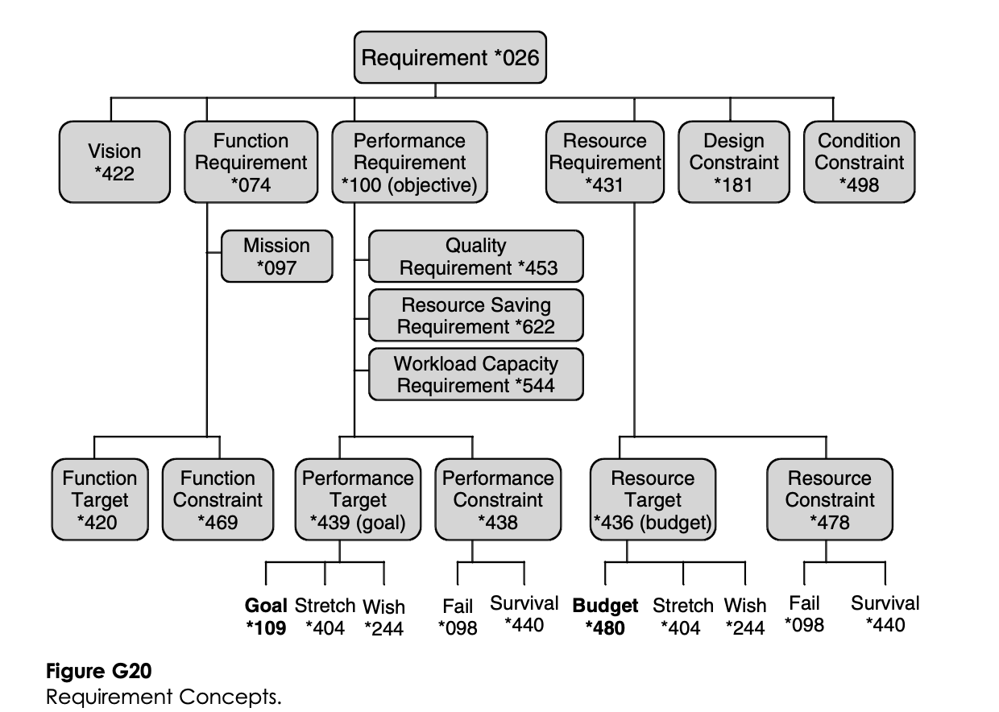 Requirement *026
Vision
*422
Function
Requirement
*074
Performance
Requirement
*100 (objective)
Resource
Requirement
*431
Design
Constraint
*181
Condition
Constraint
*498
Mission
*097
Quality
Requirement *453
Resource Saving
Requirement *622
Workload Capacity
Requirement *544
Function
Target
*420
Function
Constraint
*469
Performance
Target
*439 (goal)
Performance
Constraint
*438
Resource
Target
*436 (budget)
Resource
Constraint
*478
Goal
*109
Stretch
*404
Wish
*244
Fail
*098
Survival
*440
Budget
*480
Stretch
*404
Wish
*244
Fail
*098
Survival
*440
Figure G20
Requirement Concepts.